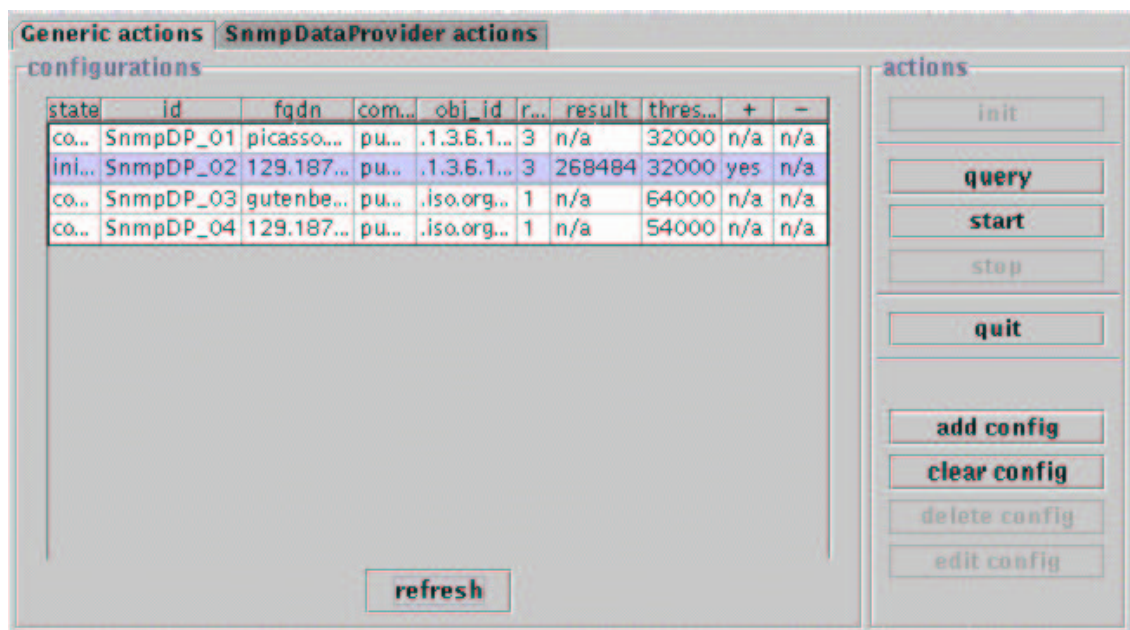 Generic actions SnmpDataProvider actions
configurations
state id fqdn com... obj_id r... result thres... + −
co... SnmpDP_01 picasso.... pu... .1.3.6.1... 3 n/a 32000 n/a n/a
ini... SnmpDP_02 129.187... pu... .1.3.6.1... 3 268484 32000 yes n/a
co... SnmpDP_03 gutenbe... pu... .iso.org... 1 n/a 64000 n/a n/a
co... SnmpDP_04 129.187... pu... .iso.org... 1 n/a 54000 n/a n/a
refresh
actions
init
query
start
stop
quit
add config
clear config
delete config
edit config